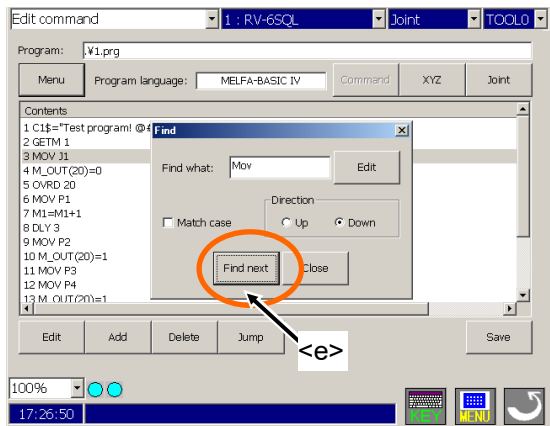 Edit command 1 : RV-6SQL Joint TOOL0
Program: .¥1.prg
Menu Program language: MELFA-BASIC IV Command XYZ Joint
Contents
1 C1$="Test program! @#
2 GETM 1
3 MOV J1
4 M_OUT(20)=0
5 OVRD 20
6 MOV P1
7 M1=M1+1
8 DLY 3
9 MOV P2
10 M_OUT(20)=1
11 MOV P3
12 MOV P4
13 M_OUT(20)=1
Find
Find what: Mov Edit
Direction
Match case Up Down
Find next Close
<e>
Edit Add Delete Jump Save
100%
17:26:50 KEY MENU